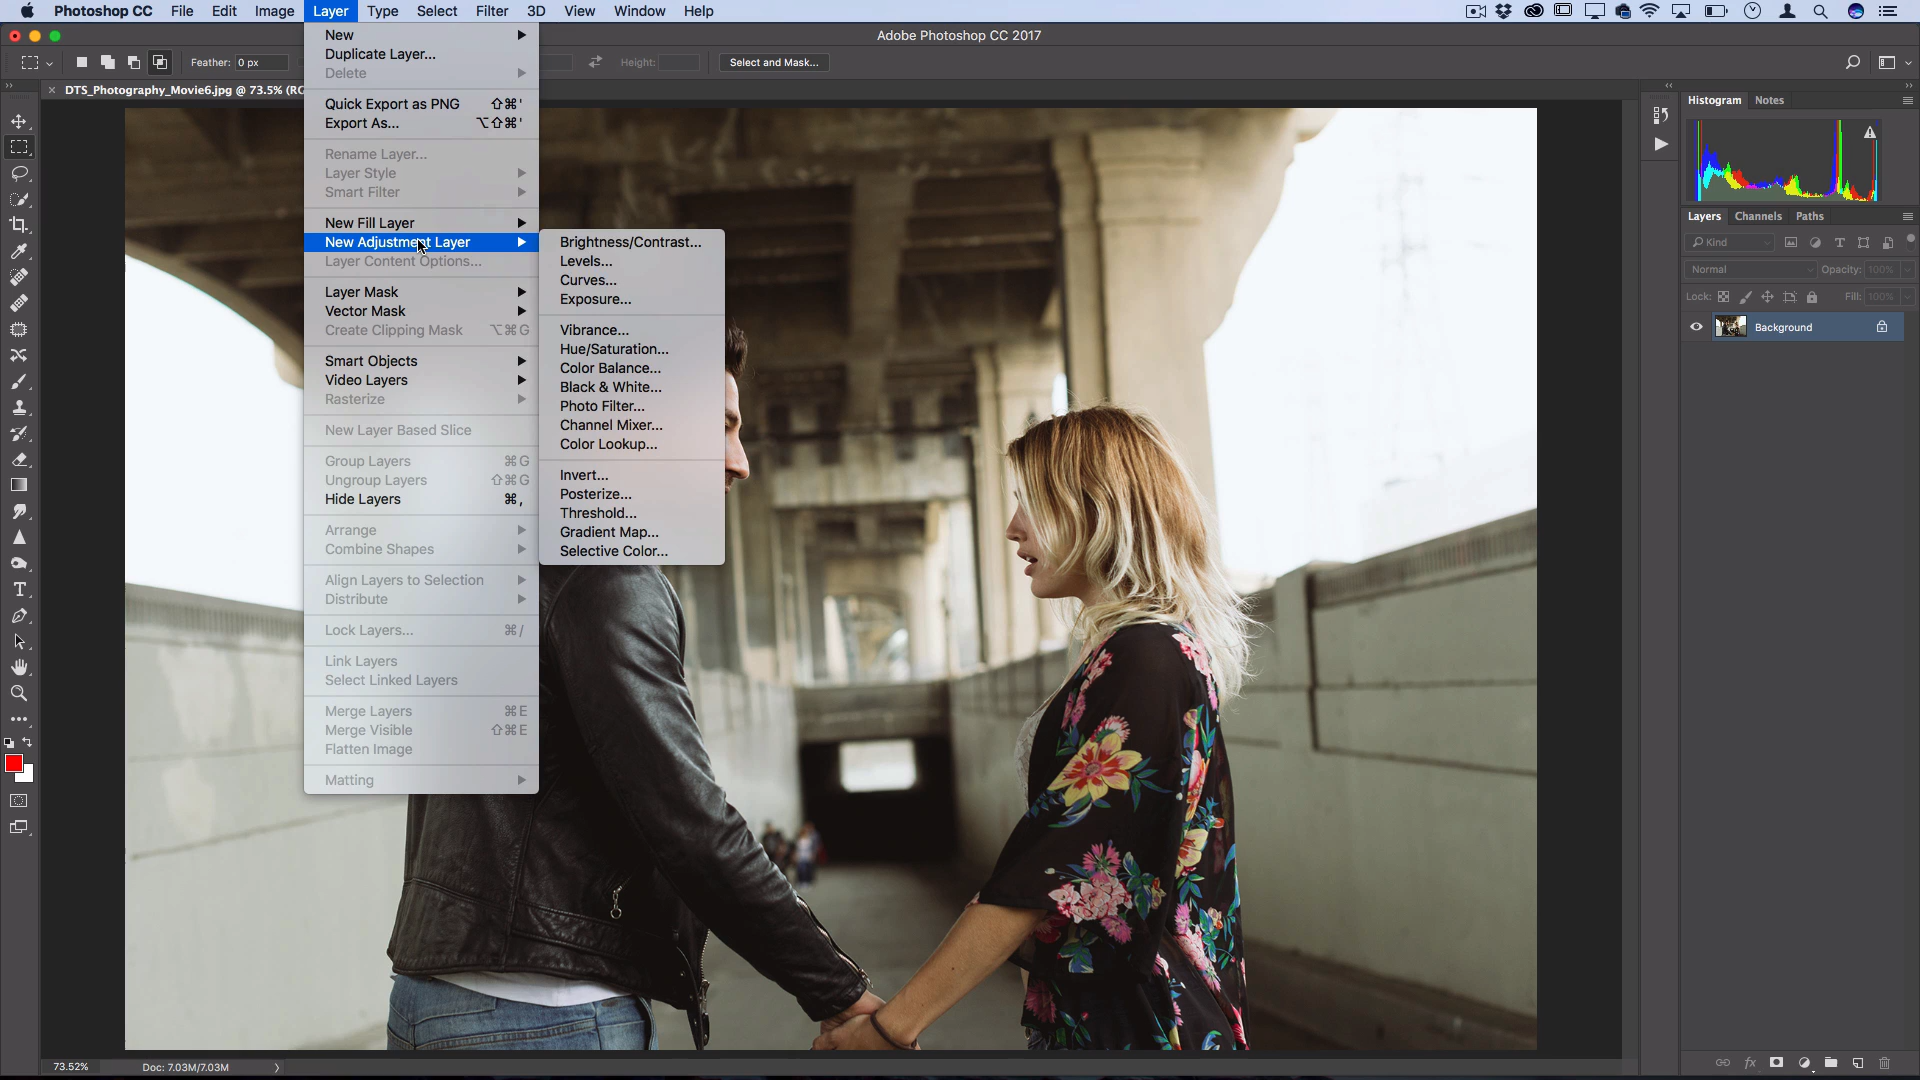 Photoshop CC File Edit Image Layer Type Select Filter 3D View Window Help
Adobe Photoshop CC 2017
Feather: 0 px Height: Select and Mask...
× DTS_Photography_Movie6.jpg @ 73.5% (RG
New
Duplicate Layer...
Delete
Quick Export as PNG ⇧⌘'
Export As... ⌥⇧⌘'
Rename Layer...
Layer Style
Smart Filter
New Fill Layer
New Adjustment Layer
Layer Content Options...
Layer Mask
Vector Mask
Create Clipping Mask ⌥⌘G
Smart Objects
Video Layers
Rasterize
New Layer Based Slice
Group Layers ⌘G
Ungroup Layers ⇧⌘G
Hide Layers ⌘,
Arrange
Combine Shapes
Align Layers to Selection
Distribute
Lock Layers... ⌘/
Link Layers
Select Linked Layers
Merge Layers ⌘E
Merge Visible ⇧⌘E
Flatten Image
Matting
Brightness/Contrast...
Levels...
Curves...
Exposure...
Vibrance...
Hue/Saturation...
Color Balance...
Black & White...
Photo Filter...
Channel Mixer...
Color Lookup...
Invert...
Posterize...
Threshold...
Gradient Map...
Selective Color...
Histogram Notes
Layers Channels Paths
Kind
Normal Opacity: 100%
Lock: Fill: 100%
Background
73.52% Doc: 7.03M/7.03M